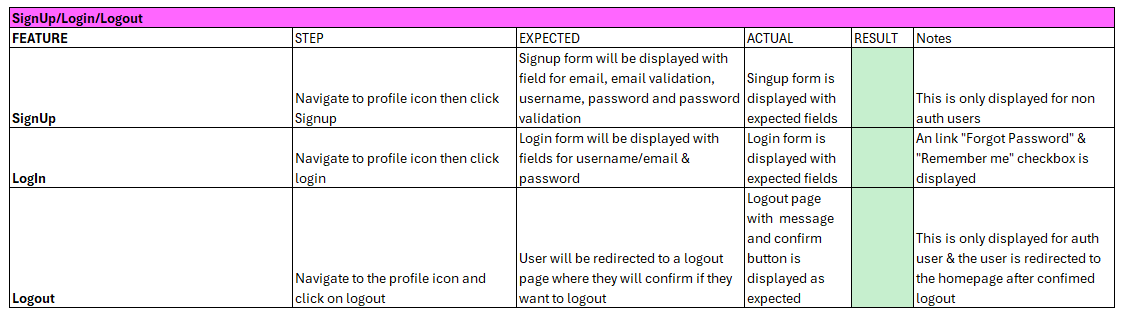 SignUp/Login/Logout
FEATURE STEP EXPECTED ACTUAL RESULT Notes
SignUp
Navigate to profile icon then click
Signup
Signup form will be displayed with
field for email, email validation,
username, password and password
validation
Singup form is
displayed with
expected fields
This is only displayed for non
auth users
LogIn
Navigate to profile icon then click
login
Login form will be displayed with
fields for username/email &
password
Login form is
displayed with
expected fields
An link "Forgot Password" &
"Remember me" checkbox is
displayed
Logout
Navigate to the profile icon and
click on logout
User will be redirected to a logout
page where they will confirm if they
want to logout
Logout page
with  message
and confirm
button is
displayed as
expected
This is only displayed for auth
user & the user is redirected to
the homepage after confimed
logout